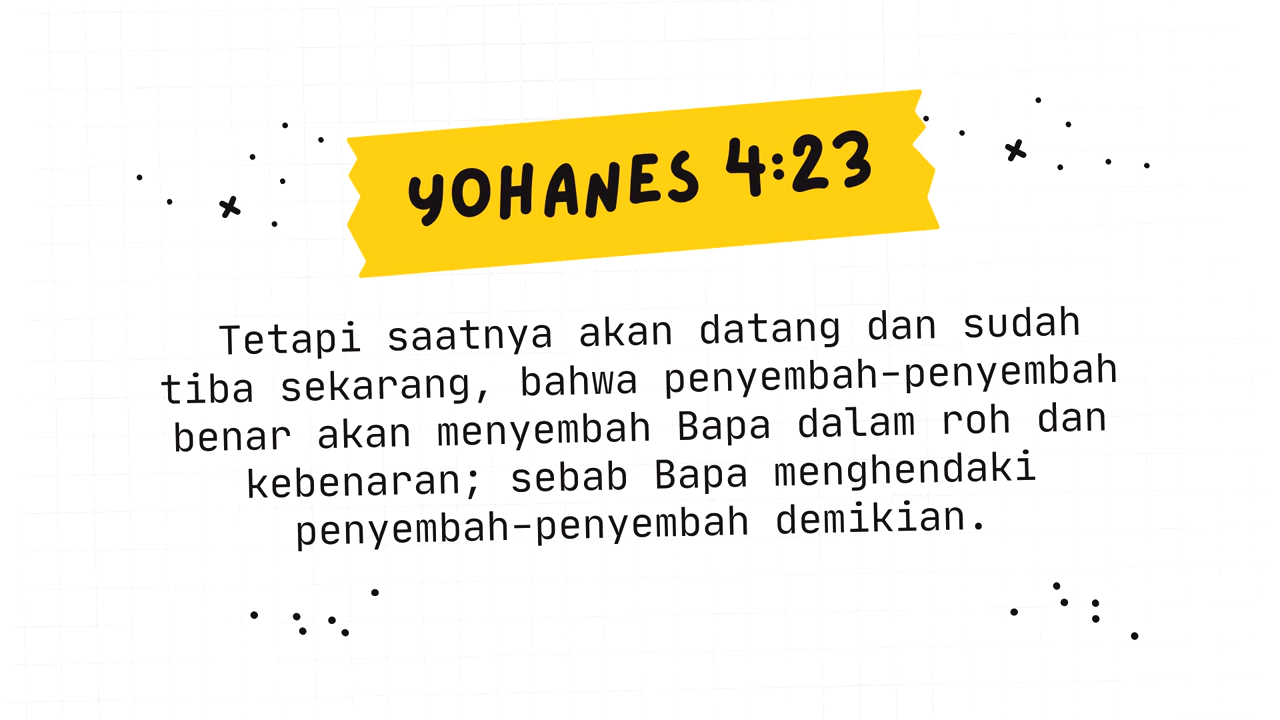 YOHANES 4:23
Tetapi saatnya akan datang dan sudah
tiba sekarang, bahwa penyembah-penyembah
benar akan menyembah Bapa dalam roh dan
kebenaran; sebab Bapa menghendaki
penyembah-penyembah demikian.